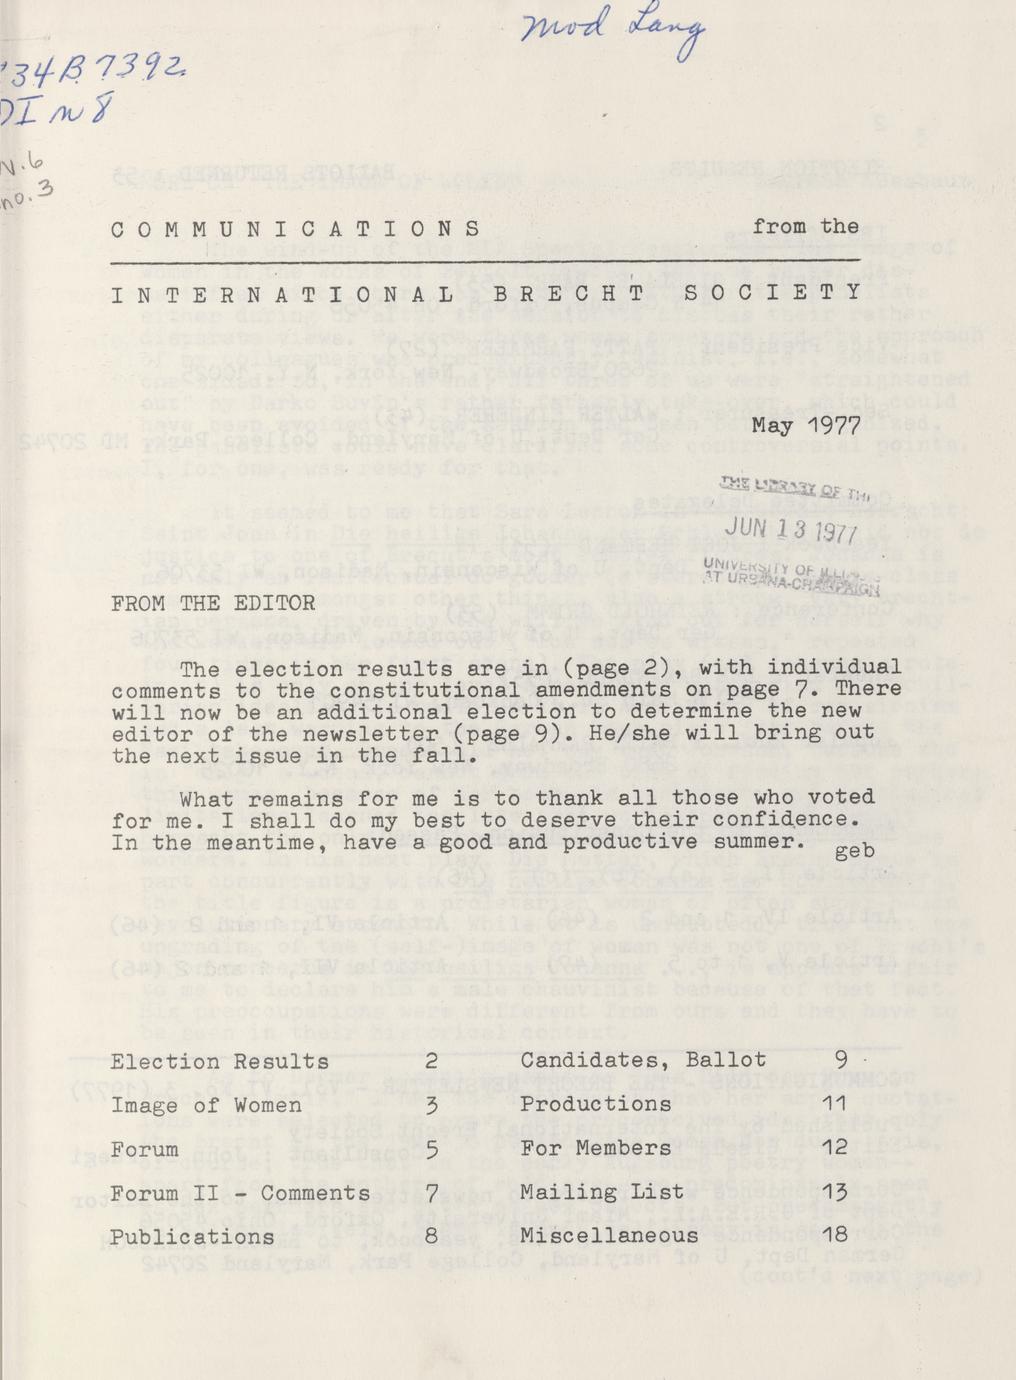 Mod Lang
'34B7392
DI n 8
N.6
no.3
COMMUNICATIONS from the
INTERNATIONAL BRECHT SOCIETY
May 1977
THE LIBRARY OF THE
JUN 13 1977
UNIVERSITY OF ILLINOIS
AT URBANA-CHAMPAIGN
FROM THE EDITOR
The election results are in (page 2), with individual
comments to the constitutional amendments on page 7. There
will now be an additional election to determine the new
editor of the newsletter (page 9). He/she will bring out
the next issue in the fall.
What remains for me is to thank all those who voted
for me. I shall do my best to deserve their confidence.
In the meantime, have a good and productive summer.
geb
Election Results 2 Candidates, Ballot 9
Image of Women 3 Productions 11
Forum 5 For Members 12
Forum II - Comments 7 Mailing List 13
Publications 8 Miscellaneous 18